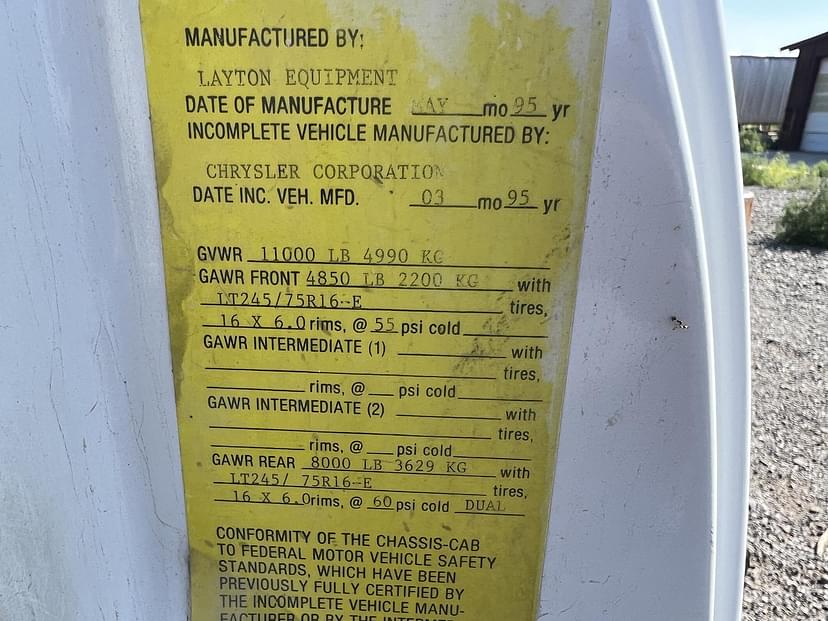 MANUFACTURED BY:
LAYTON EQUIPMENT
DATE OF MANUFACTURE MAY mo 95 yr
INCOMPLETE VEHICLE MANUFACTURED BY:
CHRYSLER CORPORATION
DATE INC. VEH. MFD. 03 mo 95 yr
GVWR 11000 LB 4990 KG
GAWR FRONT 4850 LB 2200 KG with
LT245/75R16-E tires,
16 X 6.0 rims, @ 55 psi cold
GAWR INTERMEDIATE (1) with
tires,
rims, @ psi cold
GAWR INTERMEDIATE (2) with
tires,
rims, @ psi cold
GAWR REAR 8000 LB 3629 KG with
LT245/ 75R16-E tires,
16 X 6.0 rims, @ 60 psi cold DUAL
CONFORMITY OF THE CHASSIS-CAB
TO FEDERAL MOTOR VEHICLE SAFETY
STANDARDS, WHICH HAVE BEEN
PREVIOUSLY FULLY CERTIFIED BY
THE INCOMPLETE VEHICLE MANU-
FACTURER OR BY THE INTERME